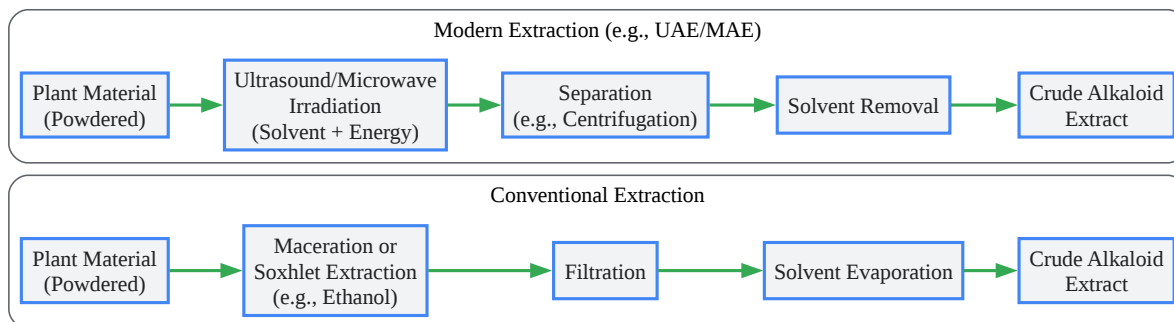 Modern Extraction (e.g., UAE/MAE)
Plant Material
(Powdered)
Ultrasound/Microwave
Irradiation
(Solvent + Energy)
Separation
(e.g., Centrifugation)
Solvent Removal
Crude Alkaloid
Extract
Conventional Extraction
Plant Material
(Powdered)
Maceration or
Soxhlet Extraction
(e.g., Ethanol)
Filtration
Solvent Evaporation
Crude Alkaloid
Extract